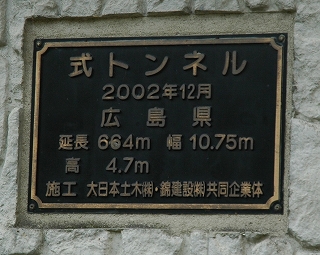 式トンネル
2002年12月
広島県
延長 664m 幅 10.75m
高 4.7m
施工 大日本土木㈱・錦建設㈱共同企業体